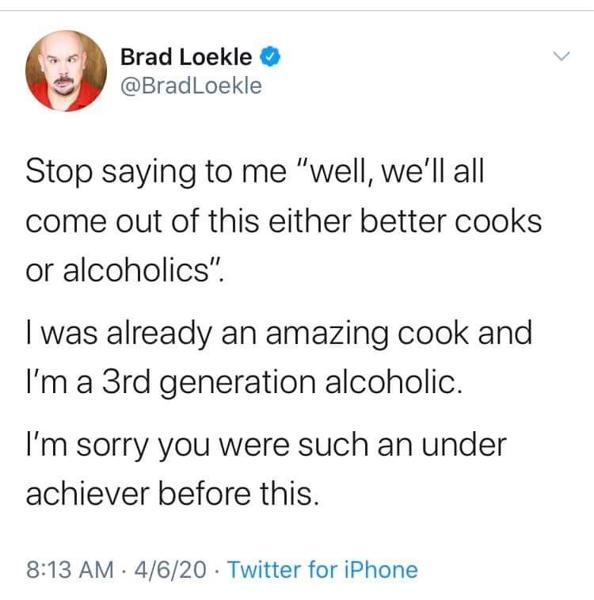 Brad Loekle
@BradLoekle
Stop saying to me "well, we'll all
come out of this either better cooks
or alcoholics".
I was already an amazing cook and
I'm a 3rd generation alcoholic.
I'm sorry you were such an under
achiever before this.
8:13 AM · 4/6/20 · Twitter for iPhone